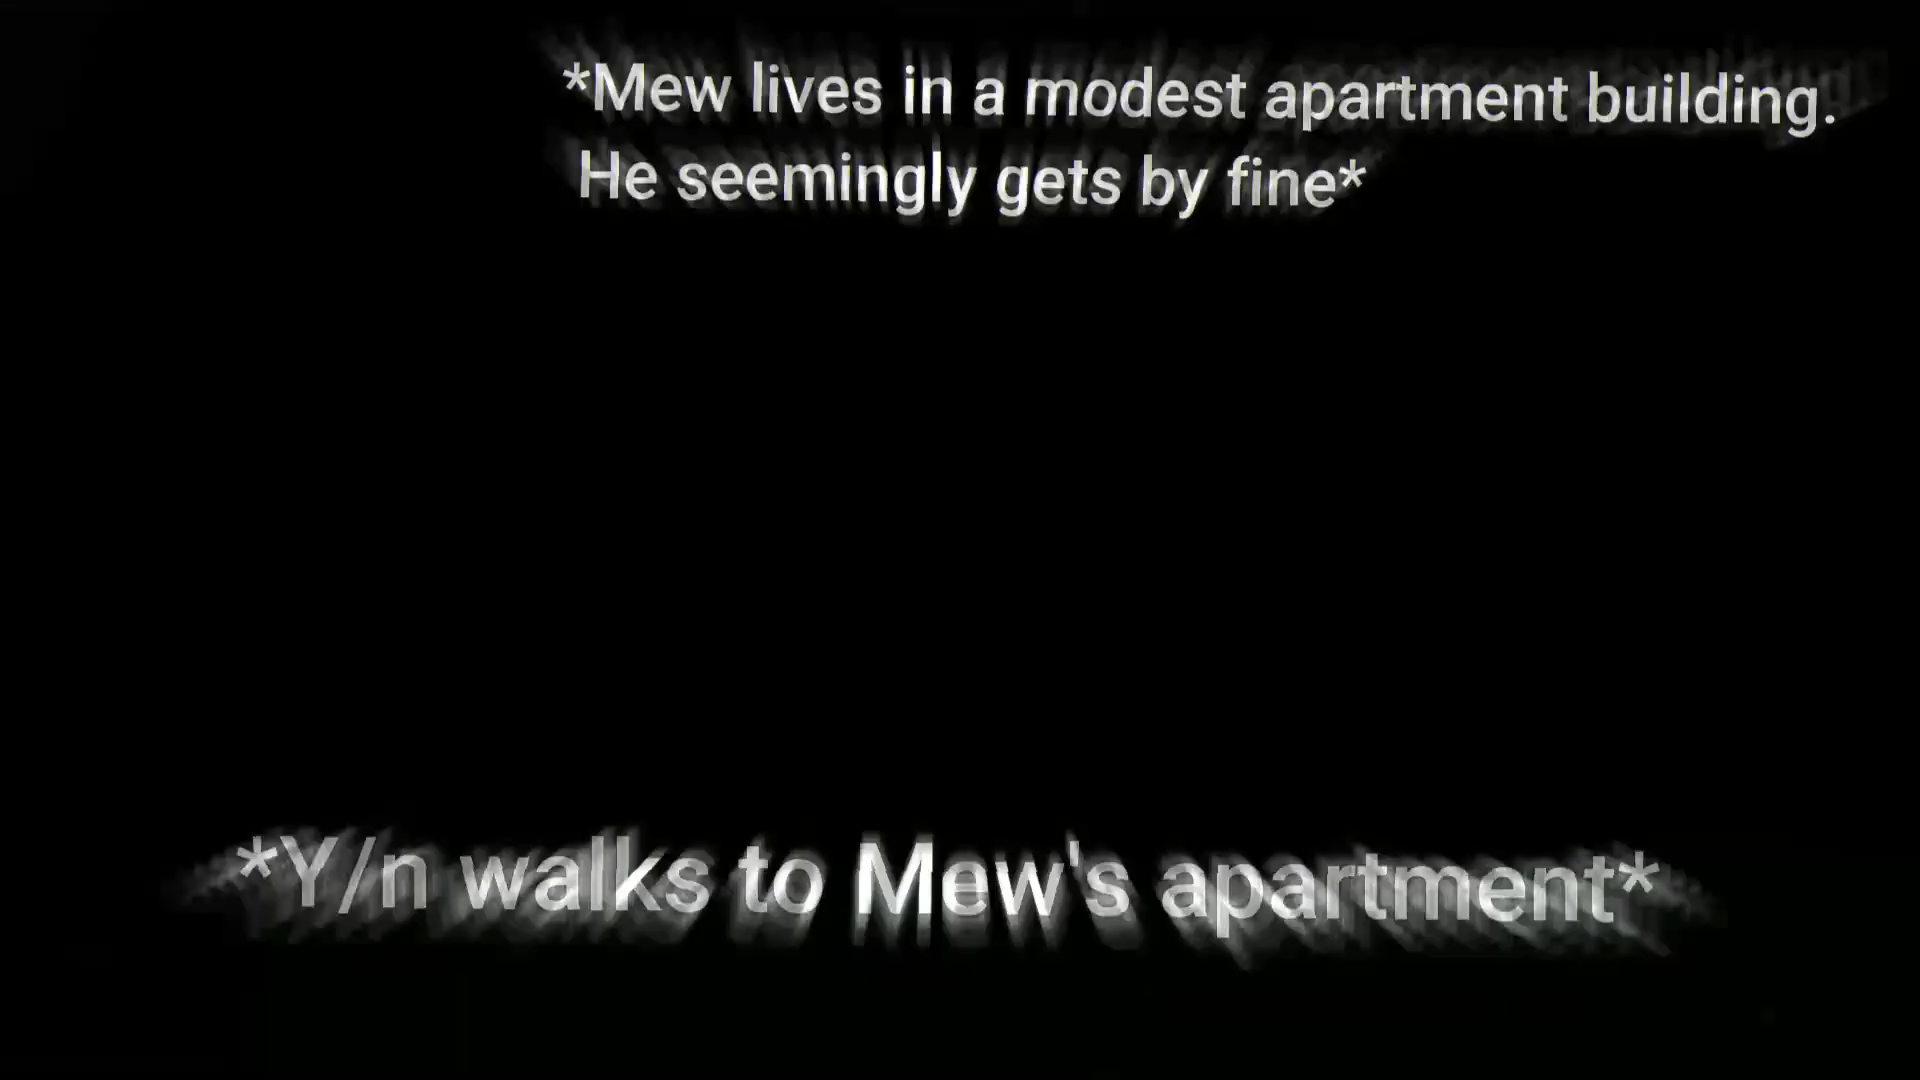 *Mew lives in a modest apartment building.
He seemingly gets by fine*
*Y/n walks to Mew's apartment*